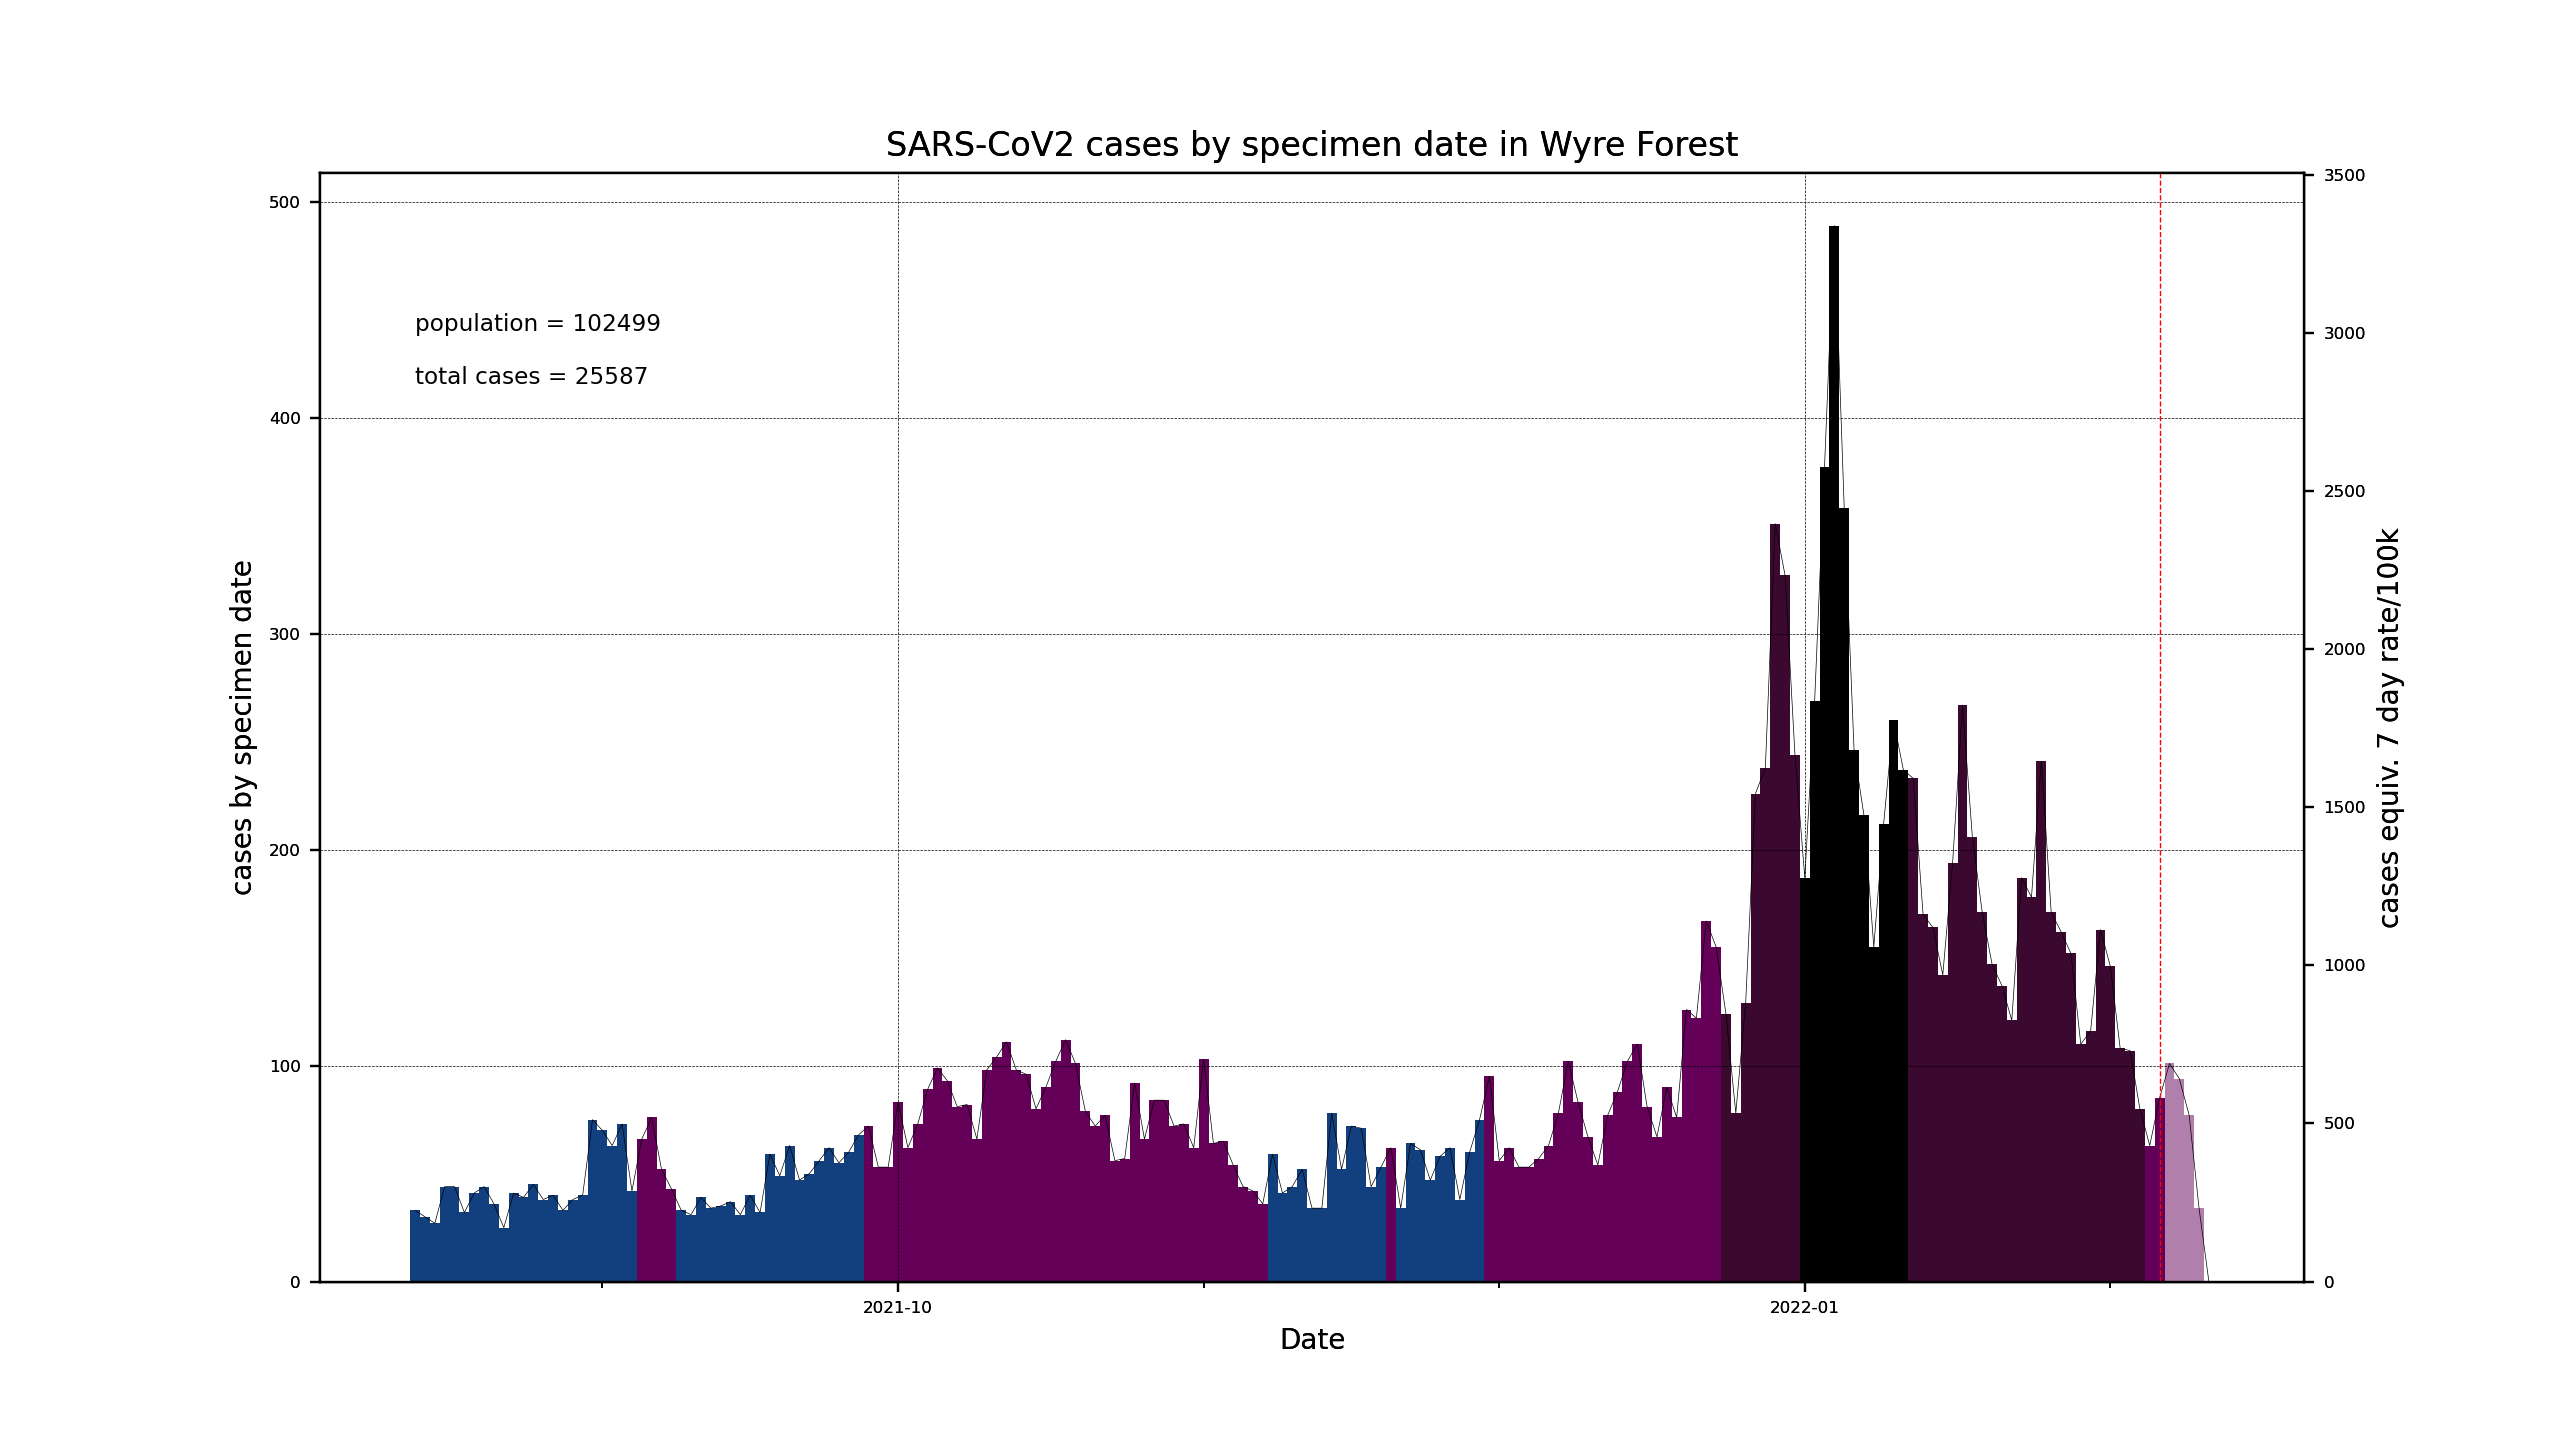 SARS-CoV2 cases by specimen date in Wyre Forest
population = 102499
total cases = 25587
cases by specimen date
500
400
300
200
100
0
3500
3000
2500
2000
1500
1000
500
0
cases equiv. 7 day rate/100k
2021-10
2022-01
Date